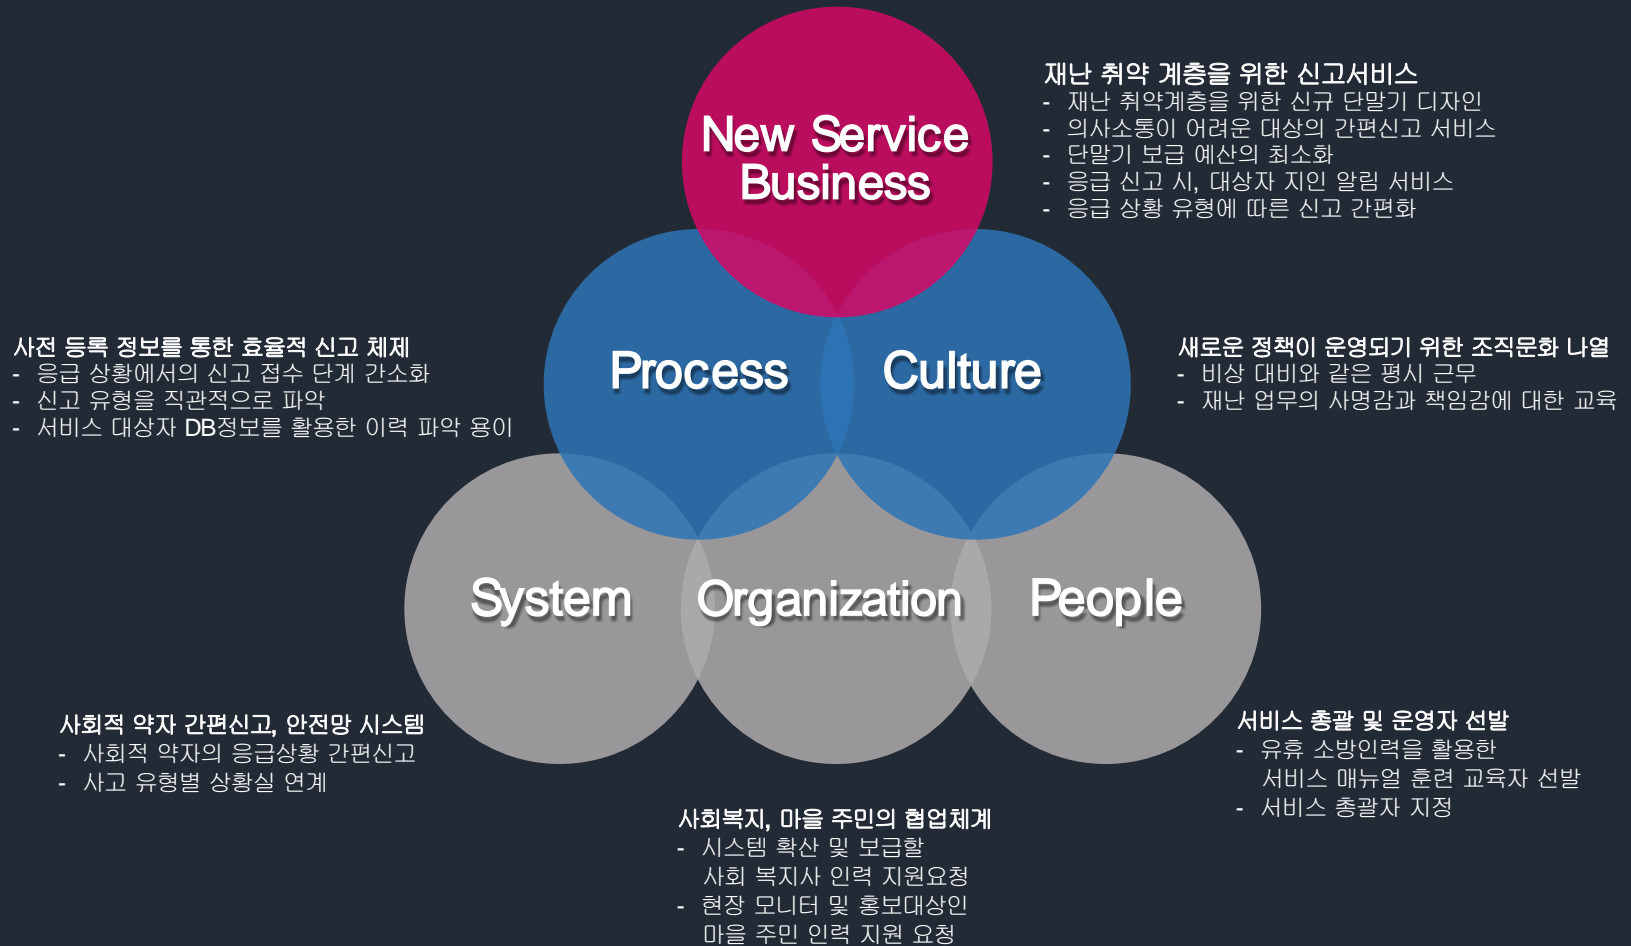 New Service
Business
재난 취약 계층을 위한 신고서비스
- 재난 취약계층을 위한 신규 단말기 디자인
- 의사소통이 어려운 대상의 간편신고 서비스
- 단말기 보급 예산의 최소화
- 응급 신고 시, 대상자 지인 알림 서비스
- 응급 상황 유형에 따른 신고 간편화
Process
Culture
사전 등록 정보를 통한 효율적 신고 체제
- 응급 상황에서의 신고 접수 단계 간소화
- 신고 유형을 직관적으로 파악
- 서비스 대상자 DB정보를 활용한 이력 파악 용이
새로운 정책이 운영되기 위한 조직문화 나열
- 비상 대비와 같은 평시 근무
- 재난 업무의 사명감과 책임감에 대한 교육
System
Organization
People
사회적 약자 간편신고, 안전망 시스템
- 사회적 약자의 응급상황 간편신고
- 사고 유형별 상황실 연계
사회복지, 마을 주민의 협업체계
- 시스템 확산 및 보급할
사회 복지사 인력 지원요청
- 현장 모니터 및 홍보대상인
마을 주민 인력 지원 요청
서비스 총괄 및 운영자 선발
- 유휴 소방인력을 활용한
서비스 매뉴얼 훈련 교육자 선발
- 서비스 총괄자 지정